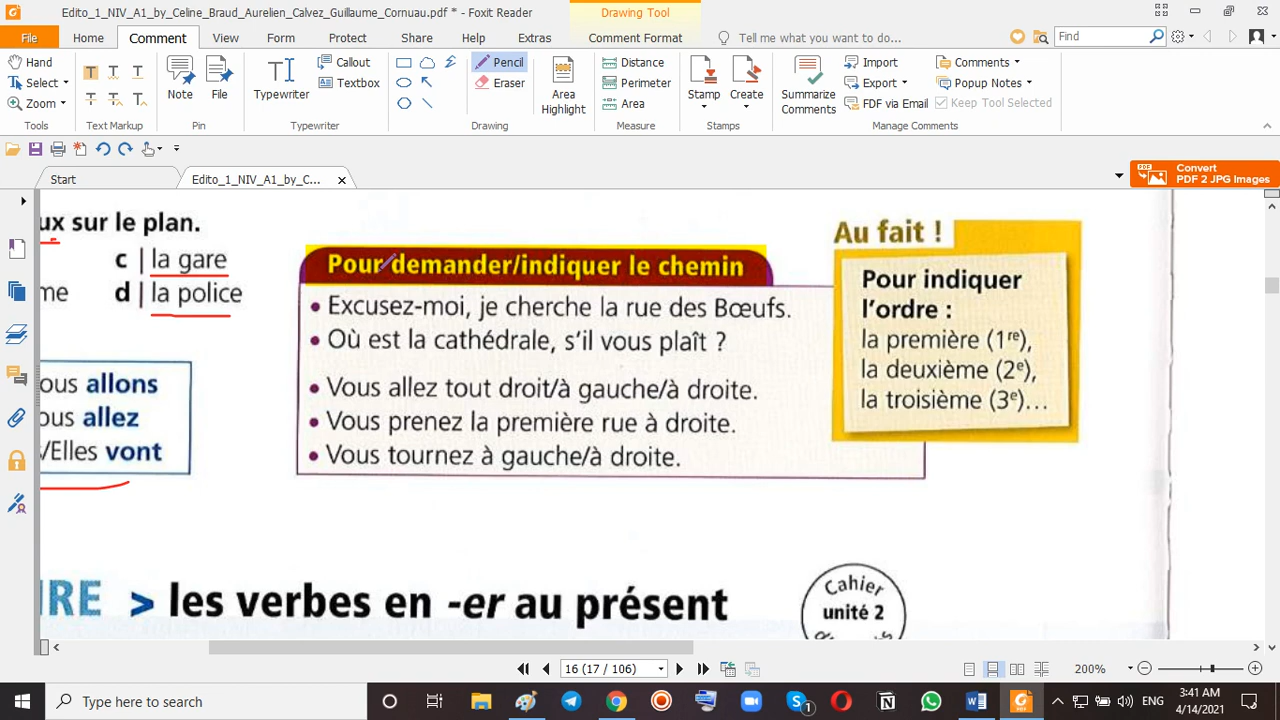 Edito_1_NIV_A1_by_Celine_Braud_Aurelien_Calvez_Guillaume_Cornuau.pdf * - Foxit Reader
Drawing Tool
File Home Comment View Form Protect Share Help Extras Comment Format Tell me what you want to do... Find
Hand
Select
Zoom
Tools
Text Markup
Note
File
Pin
Typewriter
Callout
Textbox
Typewriter
Pencil
Eraser
Drawing
Area
Highlight
Distance
Perimeter
Area
Measure
Stamp
Create
Stamps
Summarize
Comments
Import
Export
FDF via Email
Comments
Popup Notes
Keep Tool Selected
Manage Comments
Start
Edito_1_NIV_A1_by_C...
Convert
PDF 2 JPG Images
ux sur le plan.
c | la gare
me d | la police
ous allons
ous allez
/Elles vont
Pour demander/indiquer le chemin
• Excusez-moi, je cherche la rue des Bœufs.
• Où est la cathédrale, s'il vous plaît ?
• Vous allez tout droit/à gauche/à droite.
• Vous prenez la première rue à droite.
• Vous tournez à gauche/à droite.
Au fait !
Pour indiquer
l'ordre :
la première (1re),
la deuxième (2e),
la troisième (3e)...
IRE > les verbes en -er au présent
Cahier
unité 2
16 (17 / 106)
200%
Type here to search
1
ENG
3:41 AM
4/14/2021